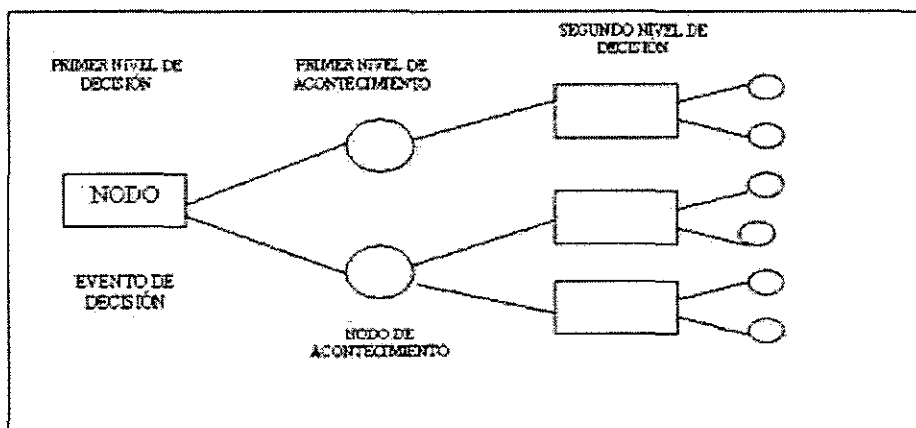 PRIMER NIVEL DE
DECISIÓN
PRIMER NIVEL DE
ACONTECIMIENTO
SEGUNDO NIVEL DE
DECISIÓN
NODO
EVENTO DE
DECISIÓN
NODO DE
ACONTECIMIENTO